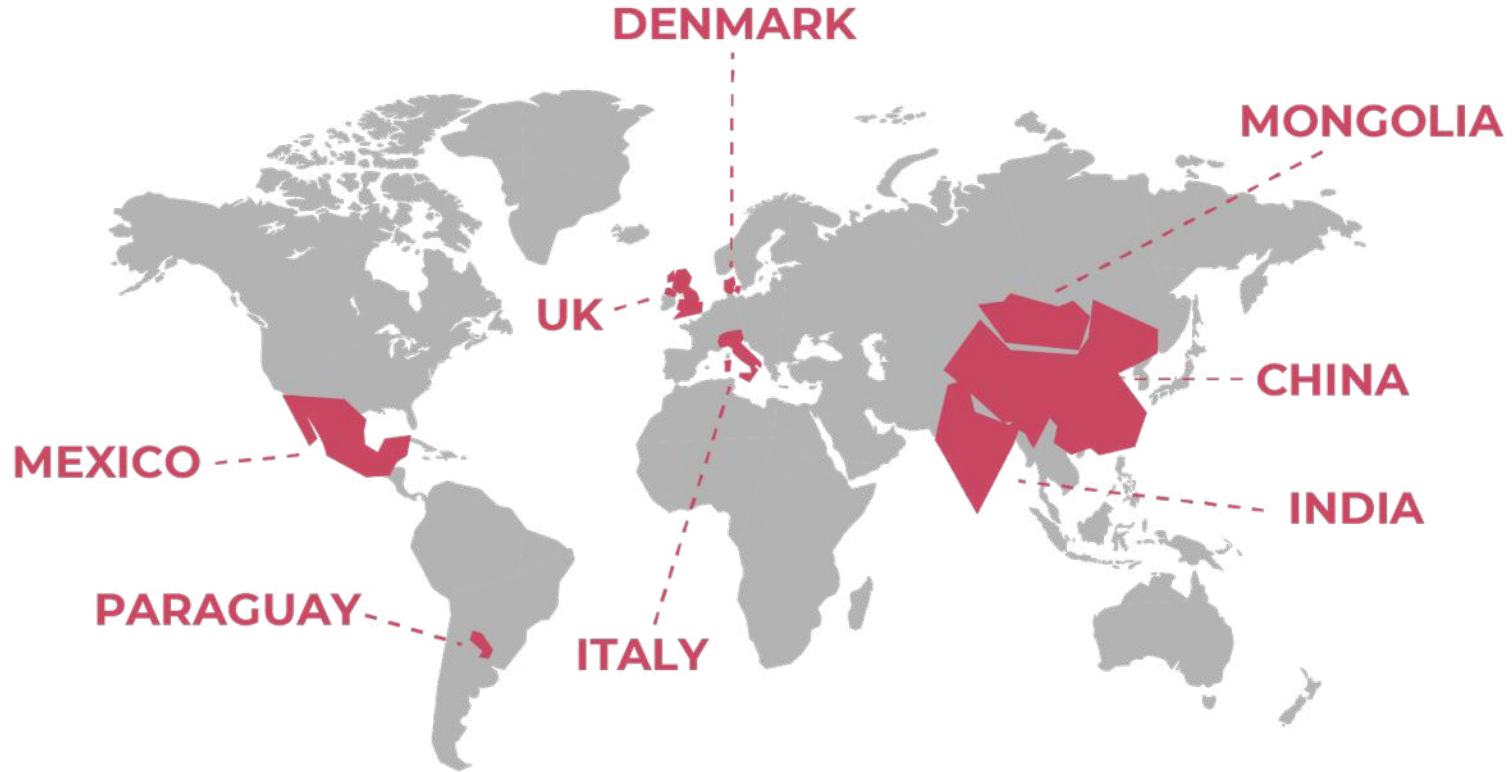 DENMARK
MONGOLIA
UK
CHINA
MEXICO
INDIA
PARAGUAY
ITALY